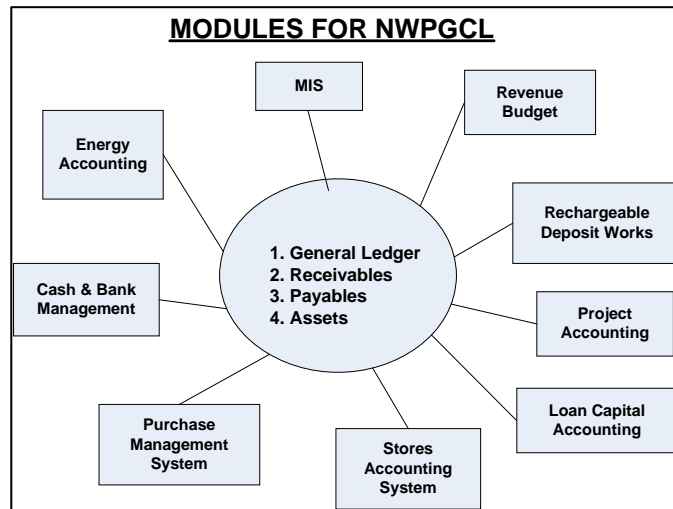 MODULES FOR NWPGCL
MIS
Revenue
Budget
Energy
Accounting
Rechargeable
Deposit Works
1. General Ledger
2. Receivables
3. Payables
4. Assets
Cash & Bank
Management
Project
Accounting
Loan Capital
Accounting
Purchase
Management
System
Stores
Accounting
System